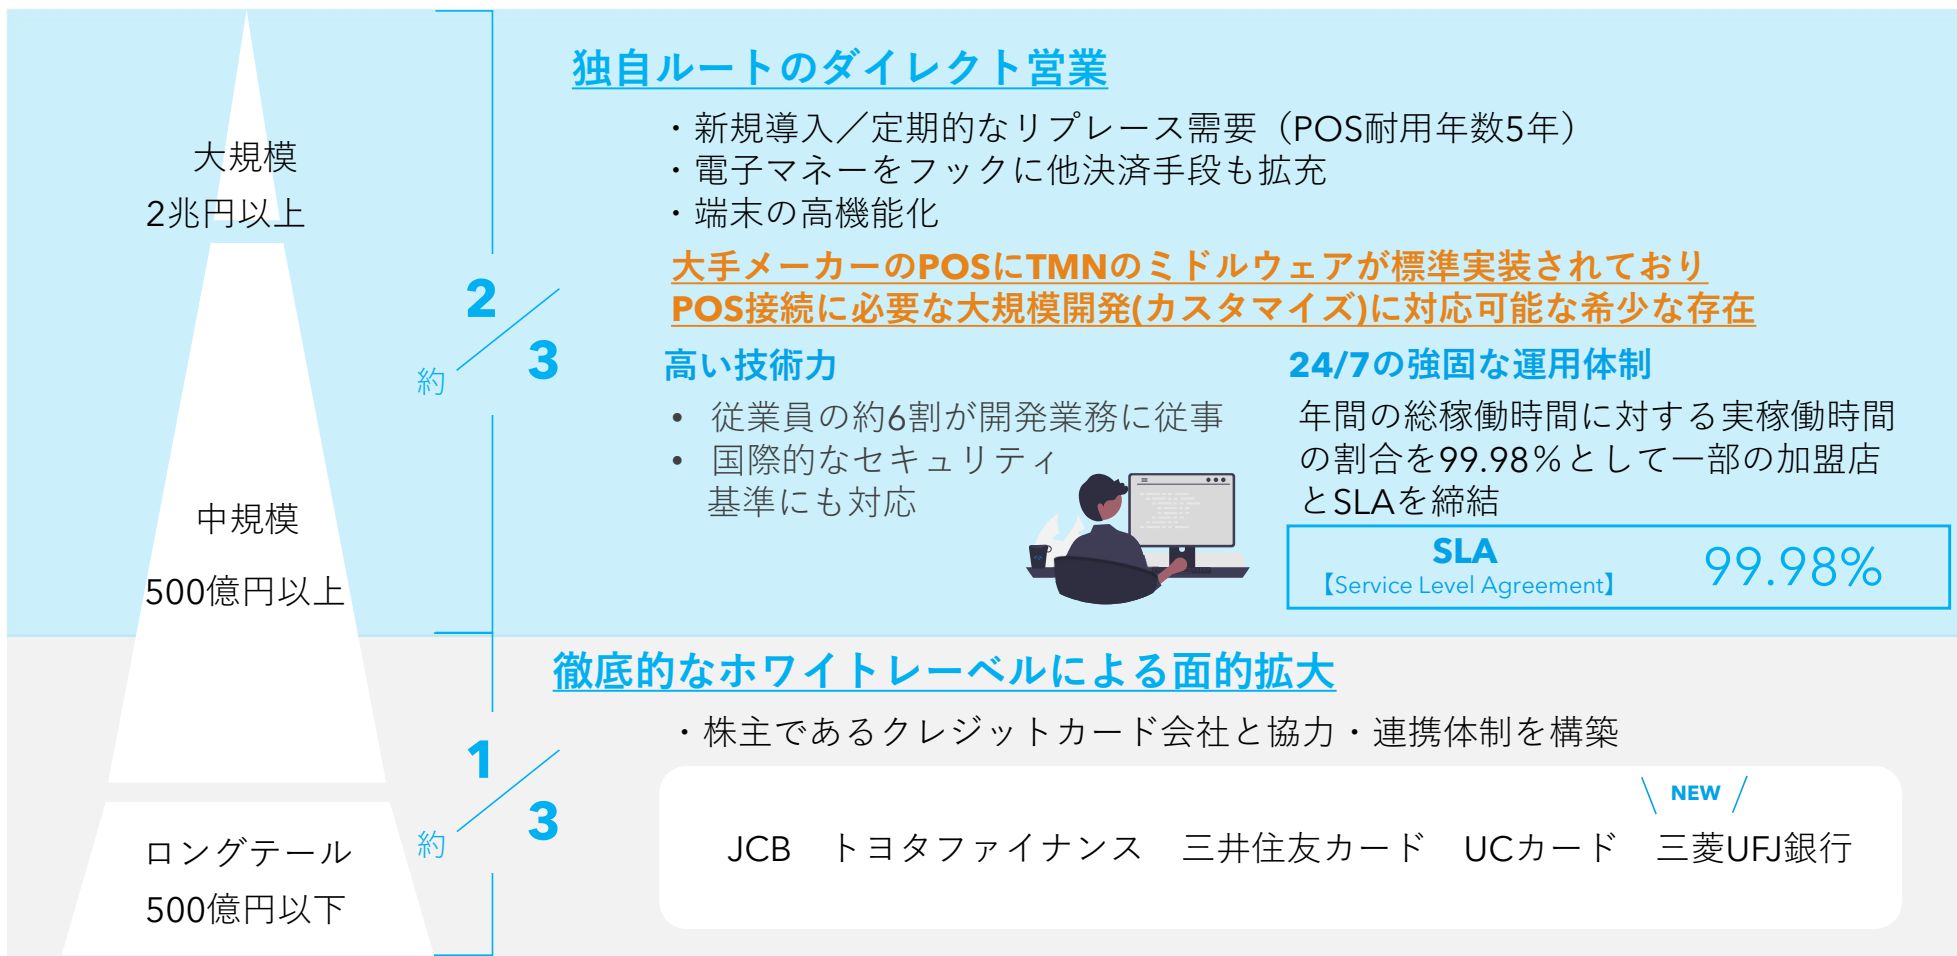 大規模
2兆円以上
中規模
500億円以上
ロングテール
500億円以下
約 2/3
約 1/3
独自ルートのダイレクト営業
・新規導入／定期的なリプレース需要（POS耐用年数5年）
・電子マネーをフックに他決済手段も拡充
・端末の高機能化
大手メーカーのPOSにTMNのミドルウェアが標準実装されており
POS接続に必要な大規模開発(カスタマイズ)に対応可能な希少な存在
高い技術力
• 従業員の約6割が開発業務に従事
• 国際的なセキュリティ
基準にも対応
24/7の強固な運用体制
年間の総稼働時間に対する実稼働時間
の割合を99.98％として一部の加盟店
とSLAを締結
SLA
【Service Level Agreement】
99.98%
徹底的なホワイトレーベルによる面的拡大
・株主であるクレジットカード会社と協力・連携体制を構築
NEW
JCB トヨタファイナンス 三井住友カード UCカード 三菱UFJ銀行